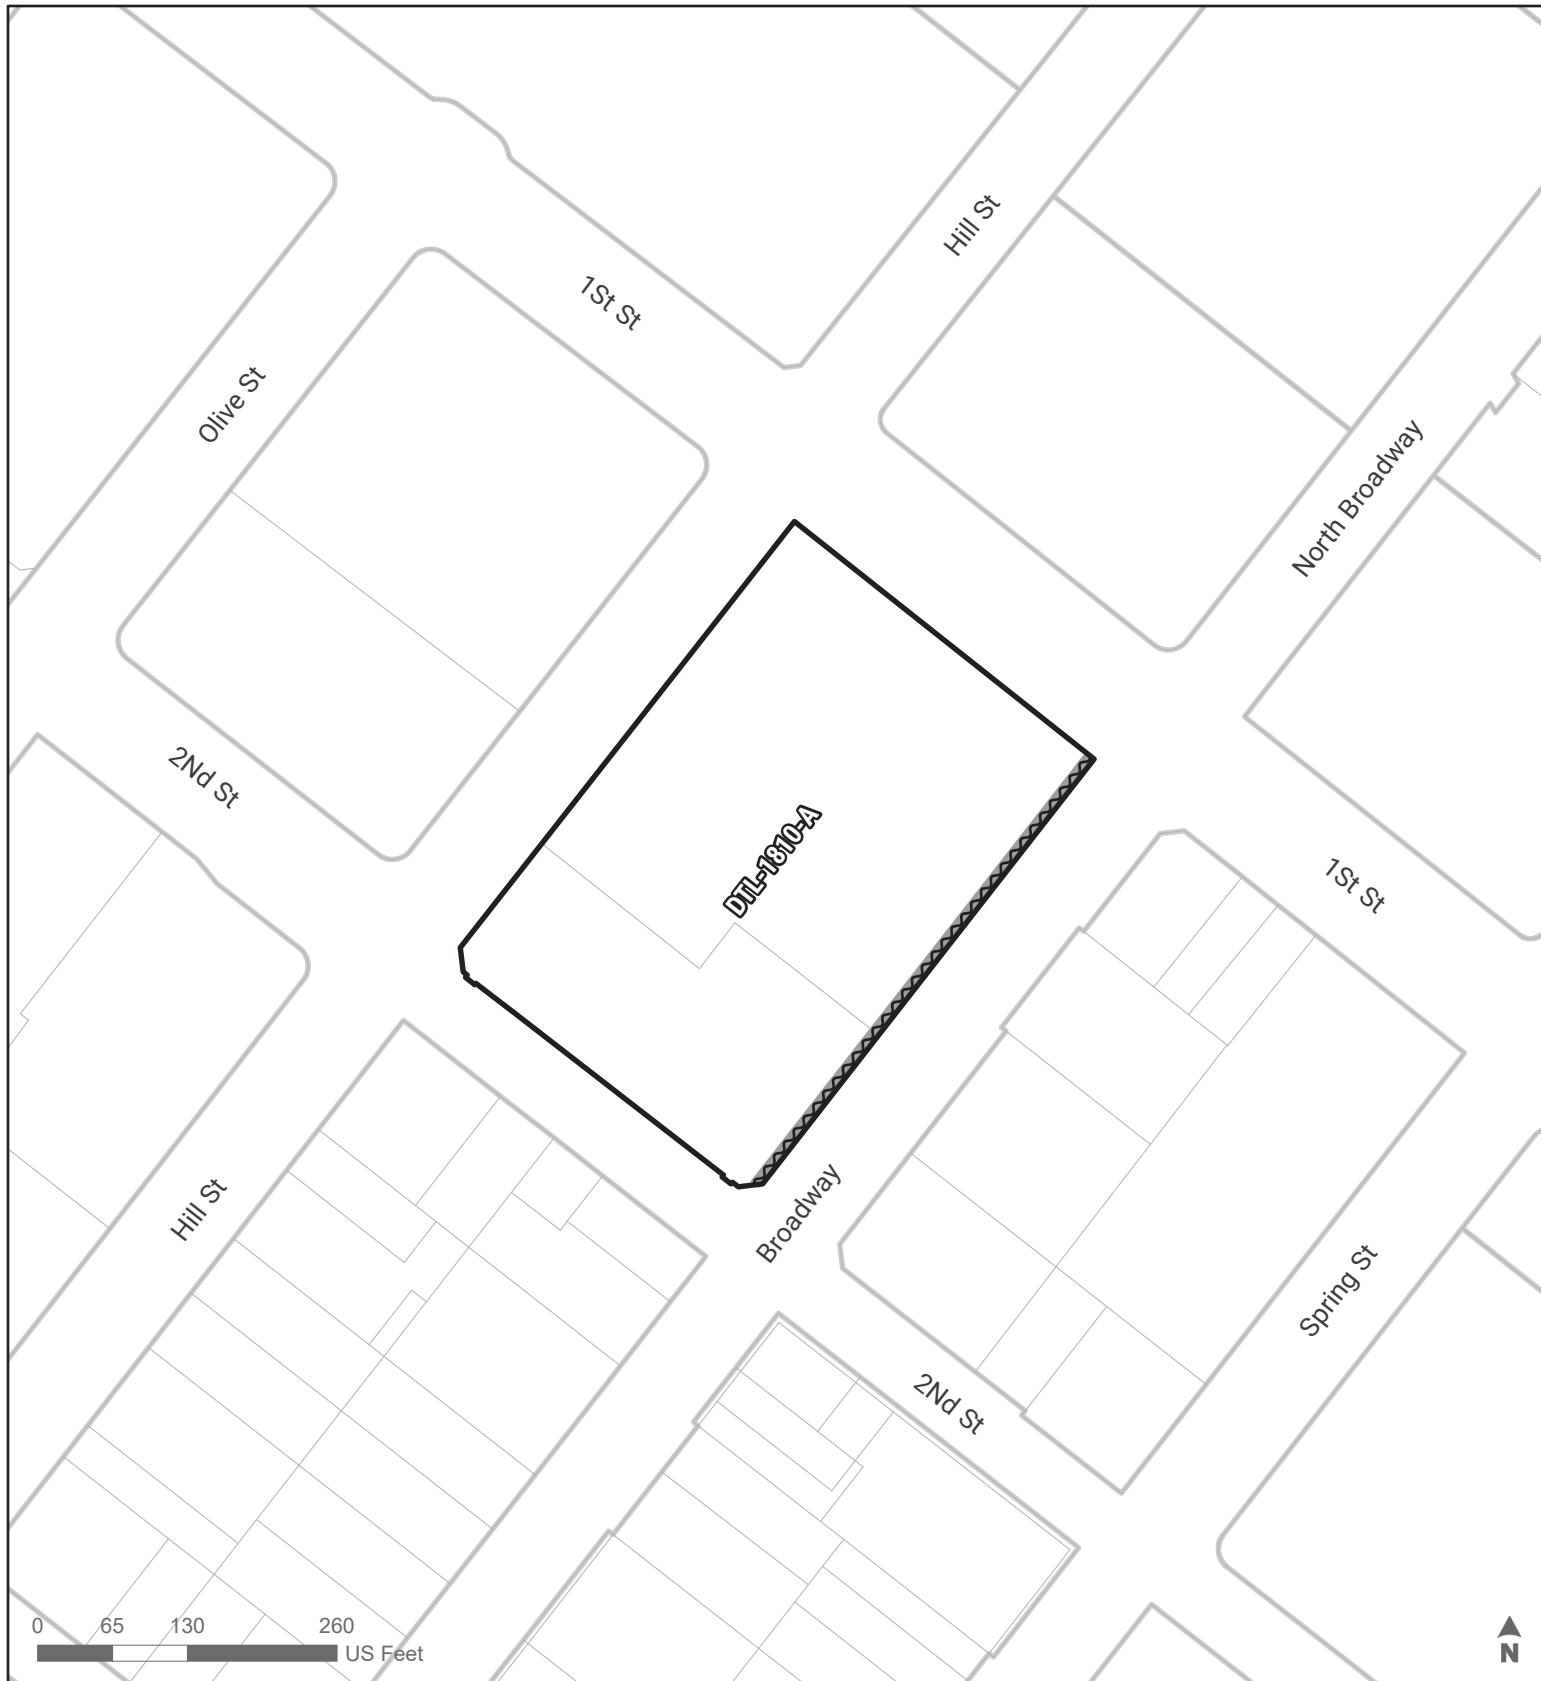 Hill St
1St St
Olive St
North Broadway
2Nd St
DTL-1810-A
1St St
Broadway
Hill St
Spring St
2Nd St
0 65 130 260
US Feet
N